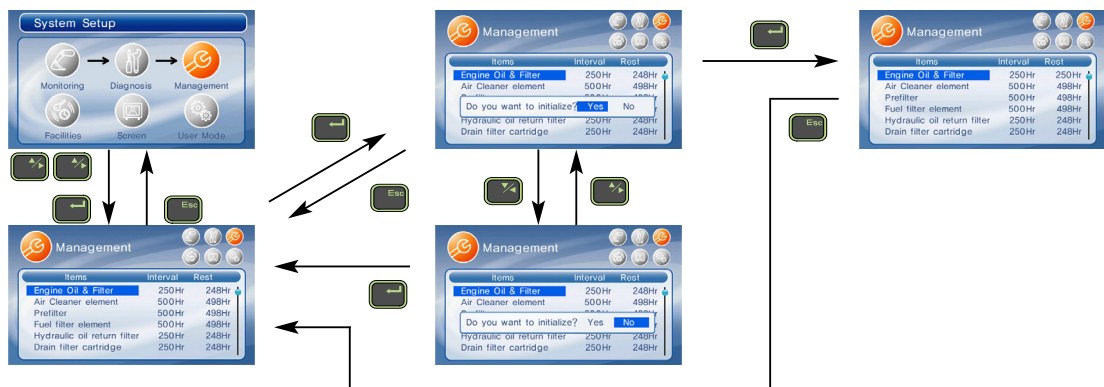 System Setup
Monitoring
Diagnosis
Management
Facilities
Screen
User Mode
Esc
Management
Items Interval Rest
Engine Oil & Filter 250Hr 248Hr
Air Cleaner element 500Hr 498Hr
Prefilter 500Hr 498Hr
Fuel filter element 500Hr 498Hr
Hydraulic oil return filter 250Hr 248Hr
Drain filter cartridge 250Hr 248Hr
Esc
Management
Items Interval Rest
Engine Oil & Filter 250Hr 248Hr
Air Cleaner element 500Hr 498Hr
Do you want to initialize? Yes No
Hydraulic oil return filter 250Hr 248Hr
Drain filter cartridge 250Hr 248Hr
Management
Items Interval Rest
Engine Oil & Filter 250Hr 248Hr
Air Cleaner element 500Hr 498Hr
Do you want to initialize? Yes No
Hydraulic oil return filter 250Hr 248Hr
Drain filter cartridge 250Hr 248Hr
Esc
Management
Items Interval Rest
Engine Oil & Filter 250Hr 250Hr
Air Cleaner element 500Hr 498Hr
Prefilter 500Hr 498Hr
Fuel filter element 500Hr 498Hr
Hydraulic oil return filter 250Hr 248Hr
Drain filter cartridge 250Hr 248Hr